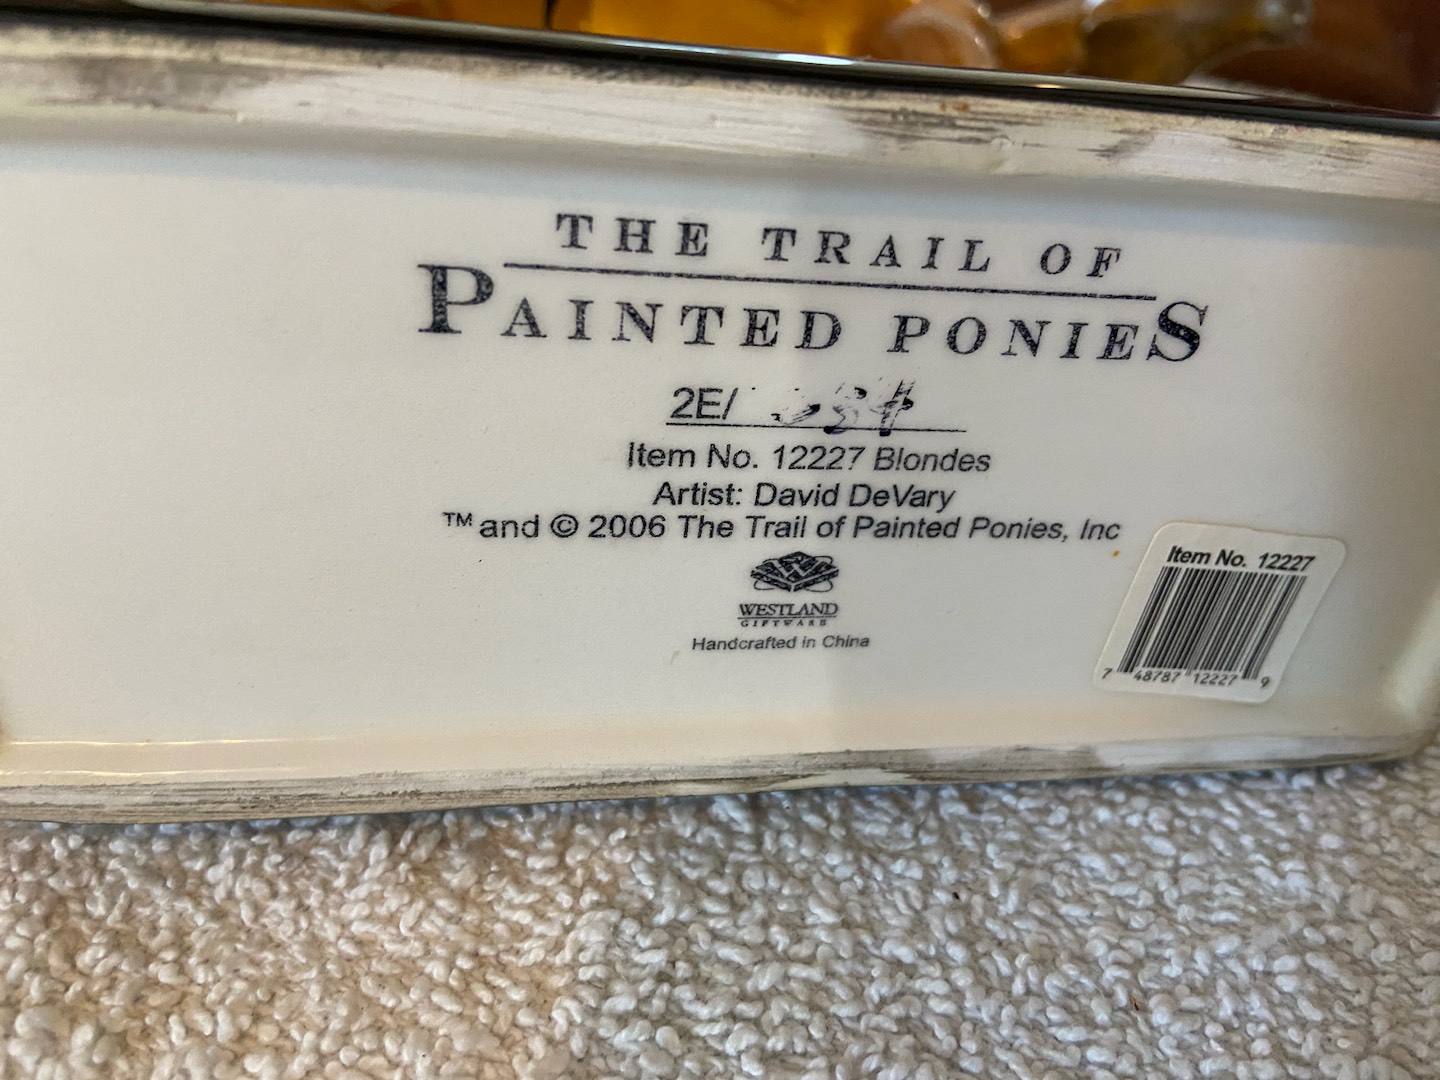 THE TRAIL OF
PAINTED PONIES
2E/
Item No. 12227 Blondes
Artist: David DeVary
™ and © 2006 The Trail of Painted Ponies, Inc
WESTLAND
GIFTWARE
Handcrafted in China
Item No. 12227
7 48787 12227 9